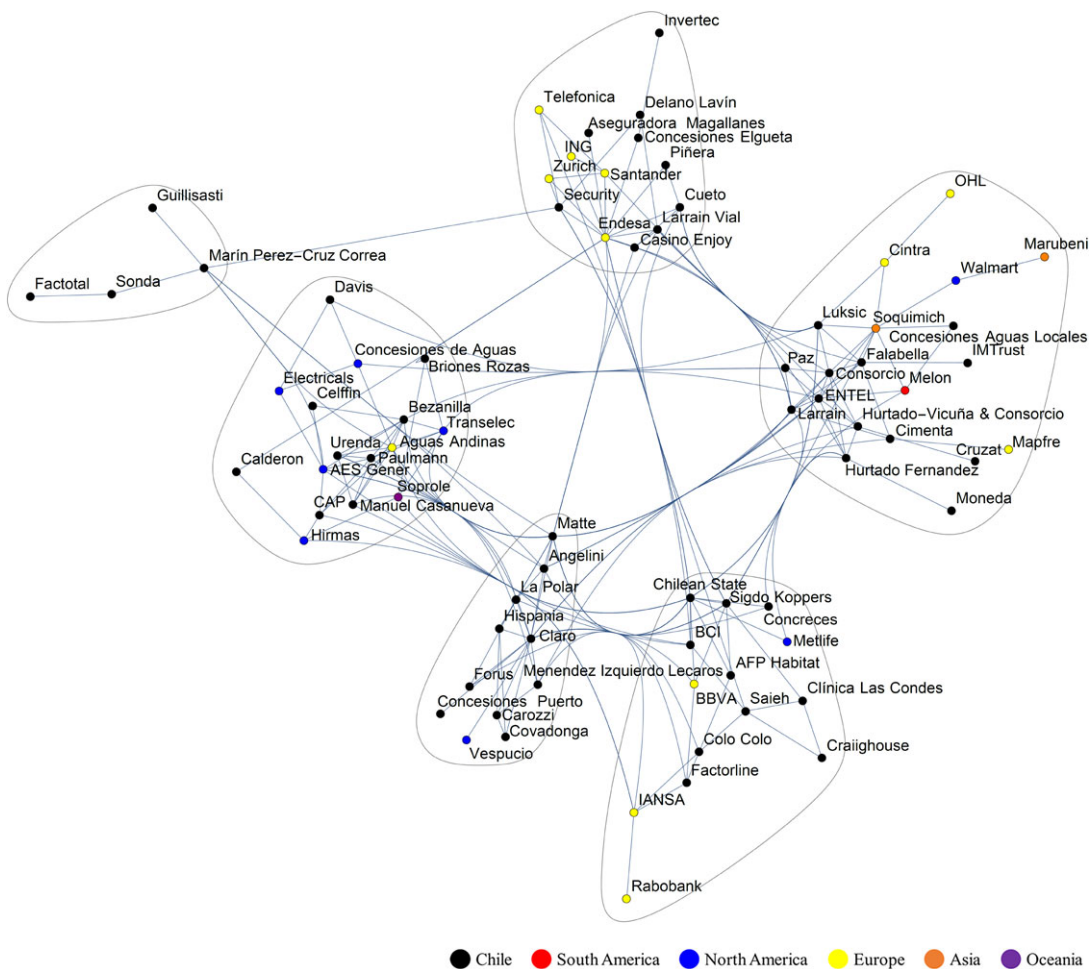 Invertec
Telefonica
Delano Lavín
Aseguradora Magallanes
Concesiones Elgueta
ING
Piñera
Zurich
Santander
Security
Cueto
Endesa
Larrain Vial
Casino Enjoy
Guillisasti
Marín Perez-Cruz Correa
Factotal
Sonda
OHL
Cintra
Marubeni
Walmart
Luksic
Soquimich
Concesiones Aguas Locales
Paz
Falabella
IMTrust
Consorcio
Melon
ENTEL
Larrain
Hurtado-Vicuña & Consorcio
Cimenta
Cruzat
Mapfre
Hurtado Fernandez
Moneda
Davis
Concesiones de Aguas
Briones Rozas
Electricals
Celffin
Bezanilla
Transelec
Urenda
Aguas Andinas
Paulmann
Calderon
AES Gener
Soprole
CAP
Manuel Casanueva
Hirmas
Matte
Angelini
La Polar
Hispania
Claro
Forus
Menendez
Concesiones
Puerto
Carozzi
Covadonga
Vespucio
Chilean State
Sigdo Koppers
Concreces
BCI
Metlife
Izquierdo Lecaros
AFP Habitat
BBVA
Saieh
Clínica Las Condes
Colo Colo
Craiighouse
Factorline
IANSA
Rabobank
Chile
South America
North America
Europe
Asia
Oceania